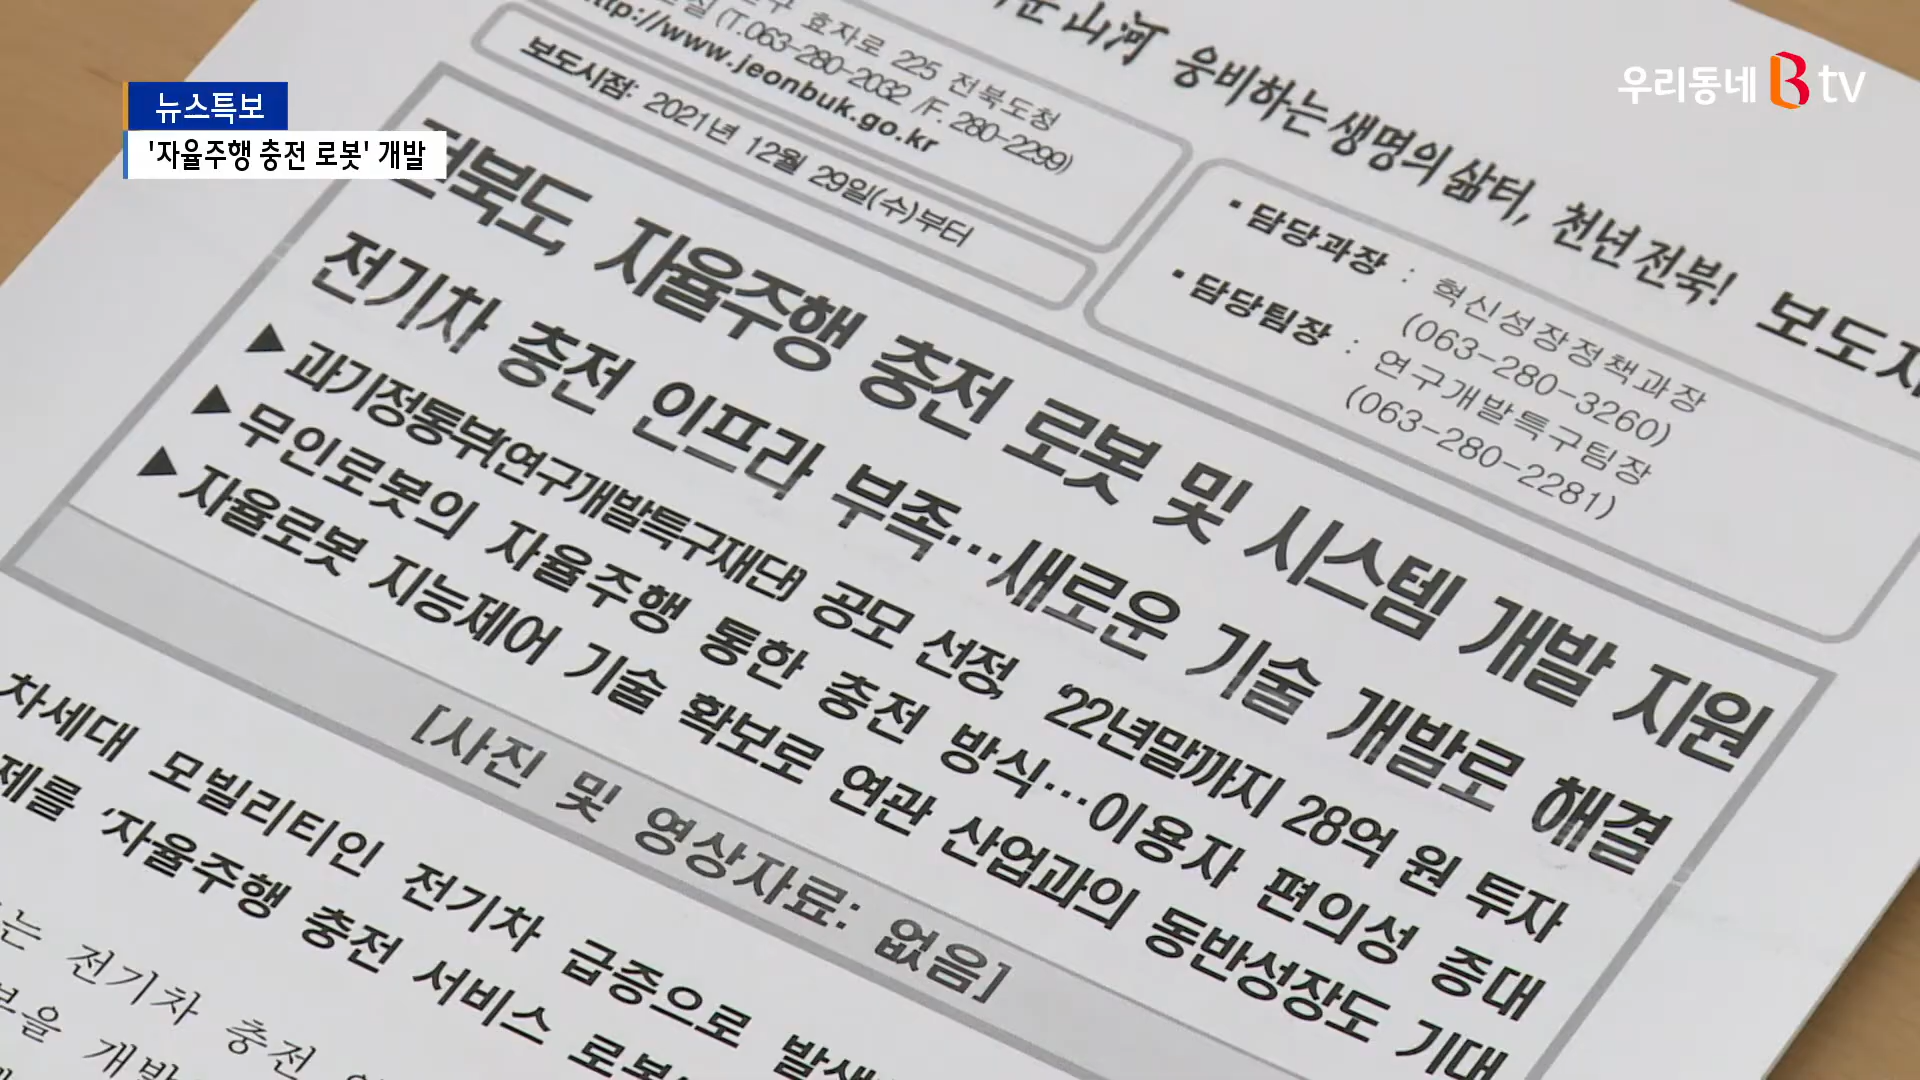 뉴스특보
'자율주행 충전 로봇' 개발
우리동네 B tv
山河 웅비하는 생명의 삶터, 천년전북!
효자로 225 전북도청
(T.063-280-2032 /F. 280-2299)
http://www.jeonbuk.go.kr
보도시점: 2021년 12월 29일(수)부터
▪담당과장 : 혁신성장정책과장
(063-280-3260)
▪담당팀장 : 연구개발특구팀장
(063-280-2281)
전북도, 자율주행 충전 로봇 및 시스템 개발 지원
전기차 충전 인프라 부족…새로운 기술 개발로 해결
▶과기정통부(연구개발특구재단) 공모 선정, '22년말까지 28억 원 투자
▶무인로봇의 자율주행 통한 충전 방식…이용자 편의성 증대
▶자율로봇 지능제어 기술 확보로 연관 산업과의 동반성장도 기대
[사진 및 영상자료: 없음]
차세대 모빌리티인 전기차 급증으로
'자율주행 충전 서비스
는 전기차 충전